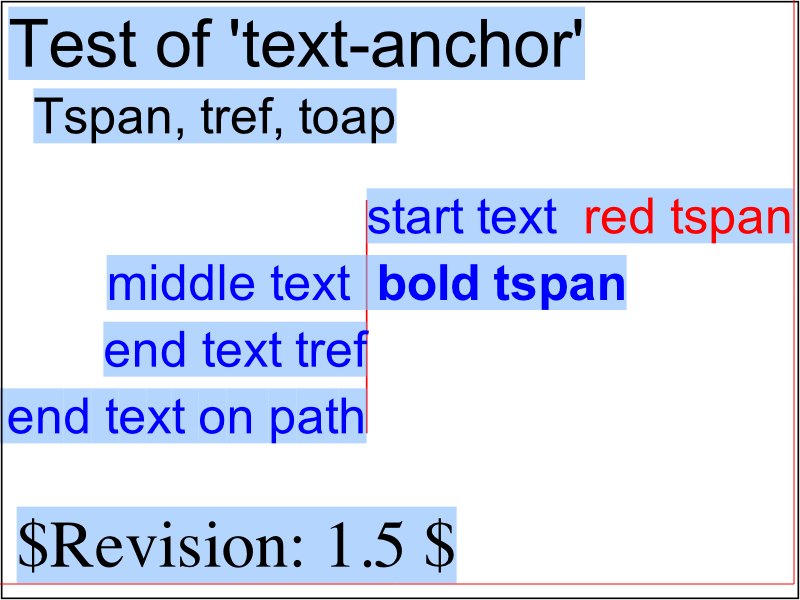 Test of 'text-anchor'
Tspan, tref, toap
start text  red tspan
middle text  bold tspan
end text tref
end text on path
$Revision: 1.5 $